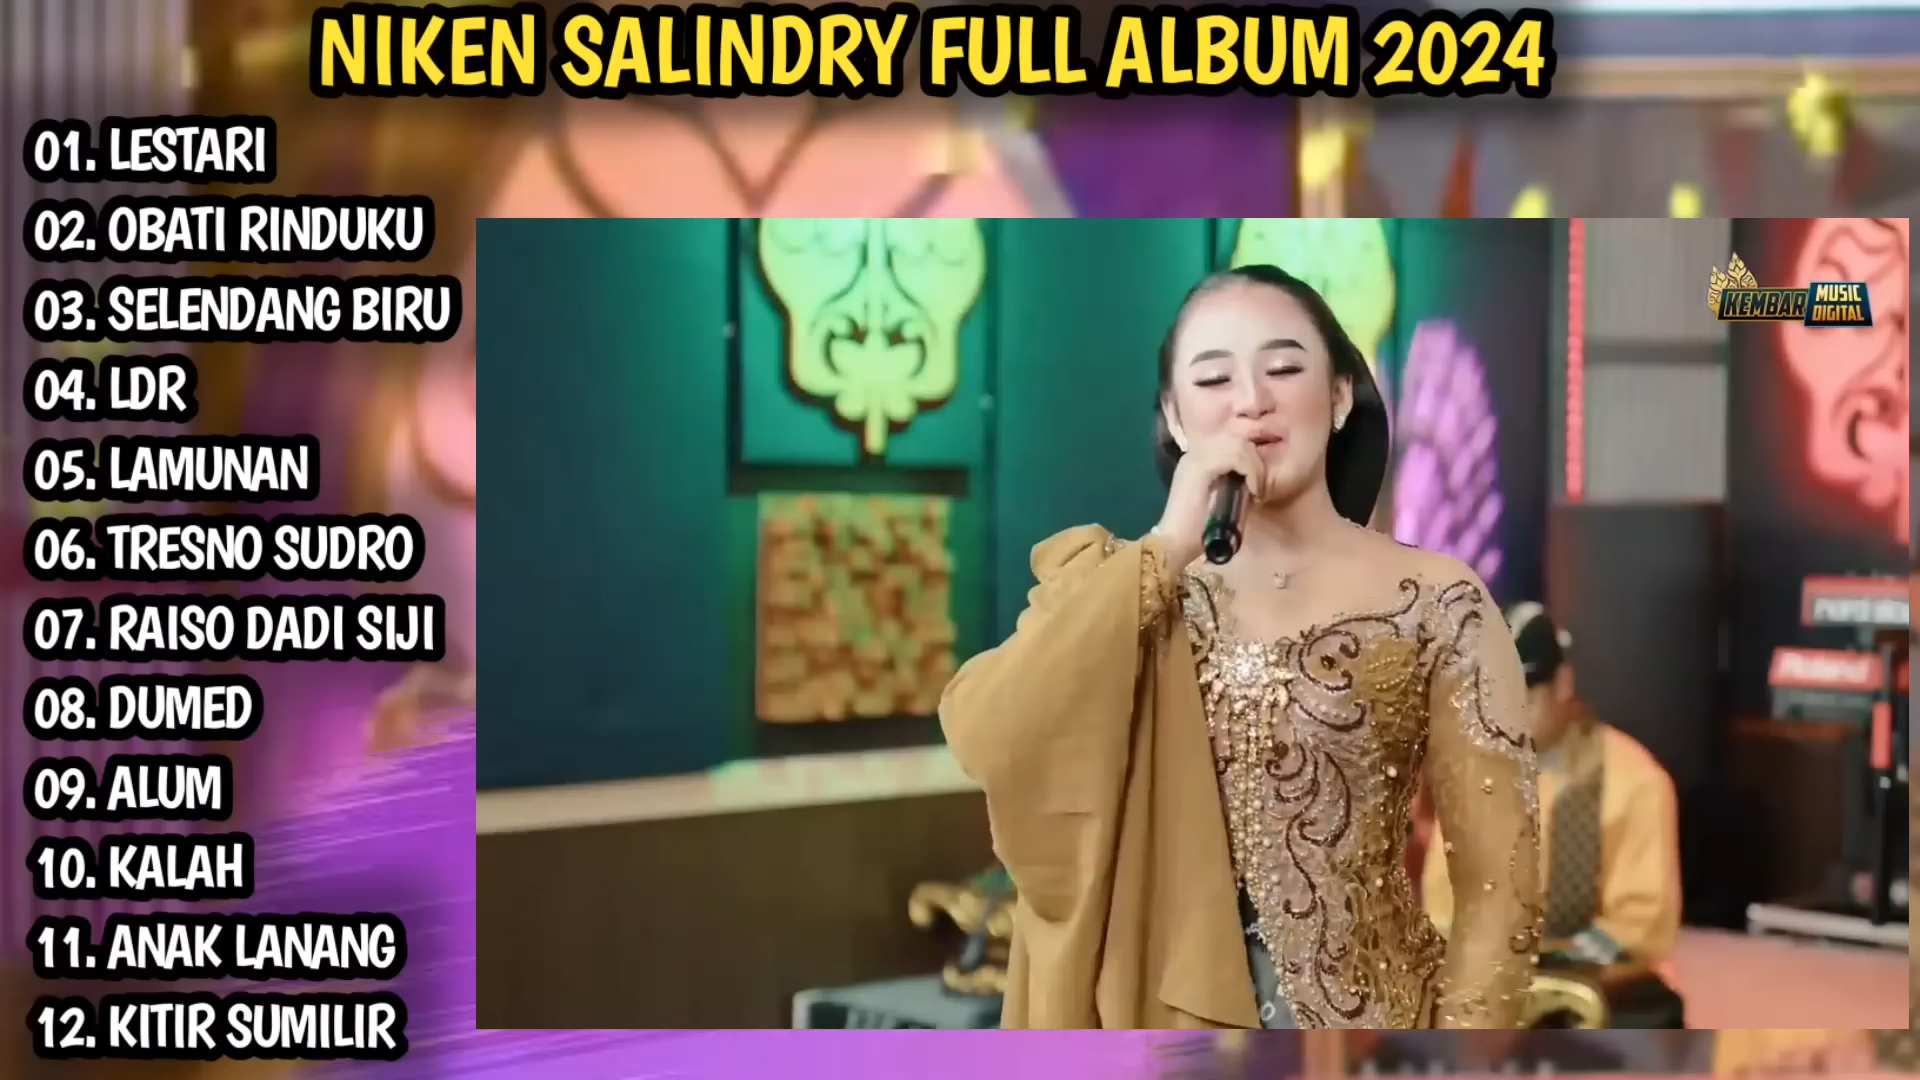 NIKEN SALINDRY FULL ALBUM 2024
01. LESTARI
02. OBATI RINDUKU
03. SELENDANG BIRU
04. LDR
05. LAMUNAN
06. TRESNO SUDRO
07. RAISO DADI SIJI
08. DUMED
09. ALUM
10. KALAH
11. ANAK LANANG
12. KITIR SUMILIR
KEMBAR MUSIC DIGITAL
Roland